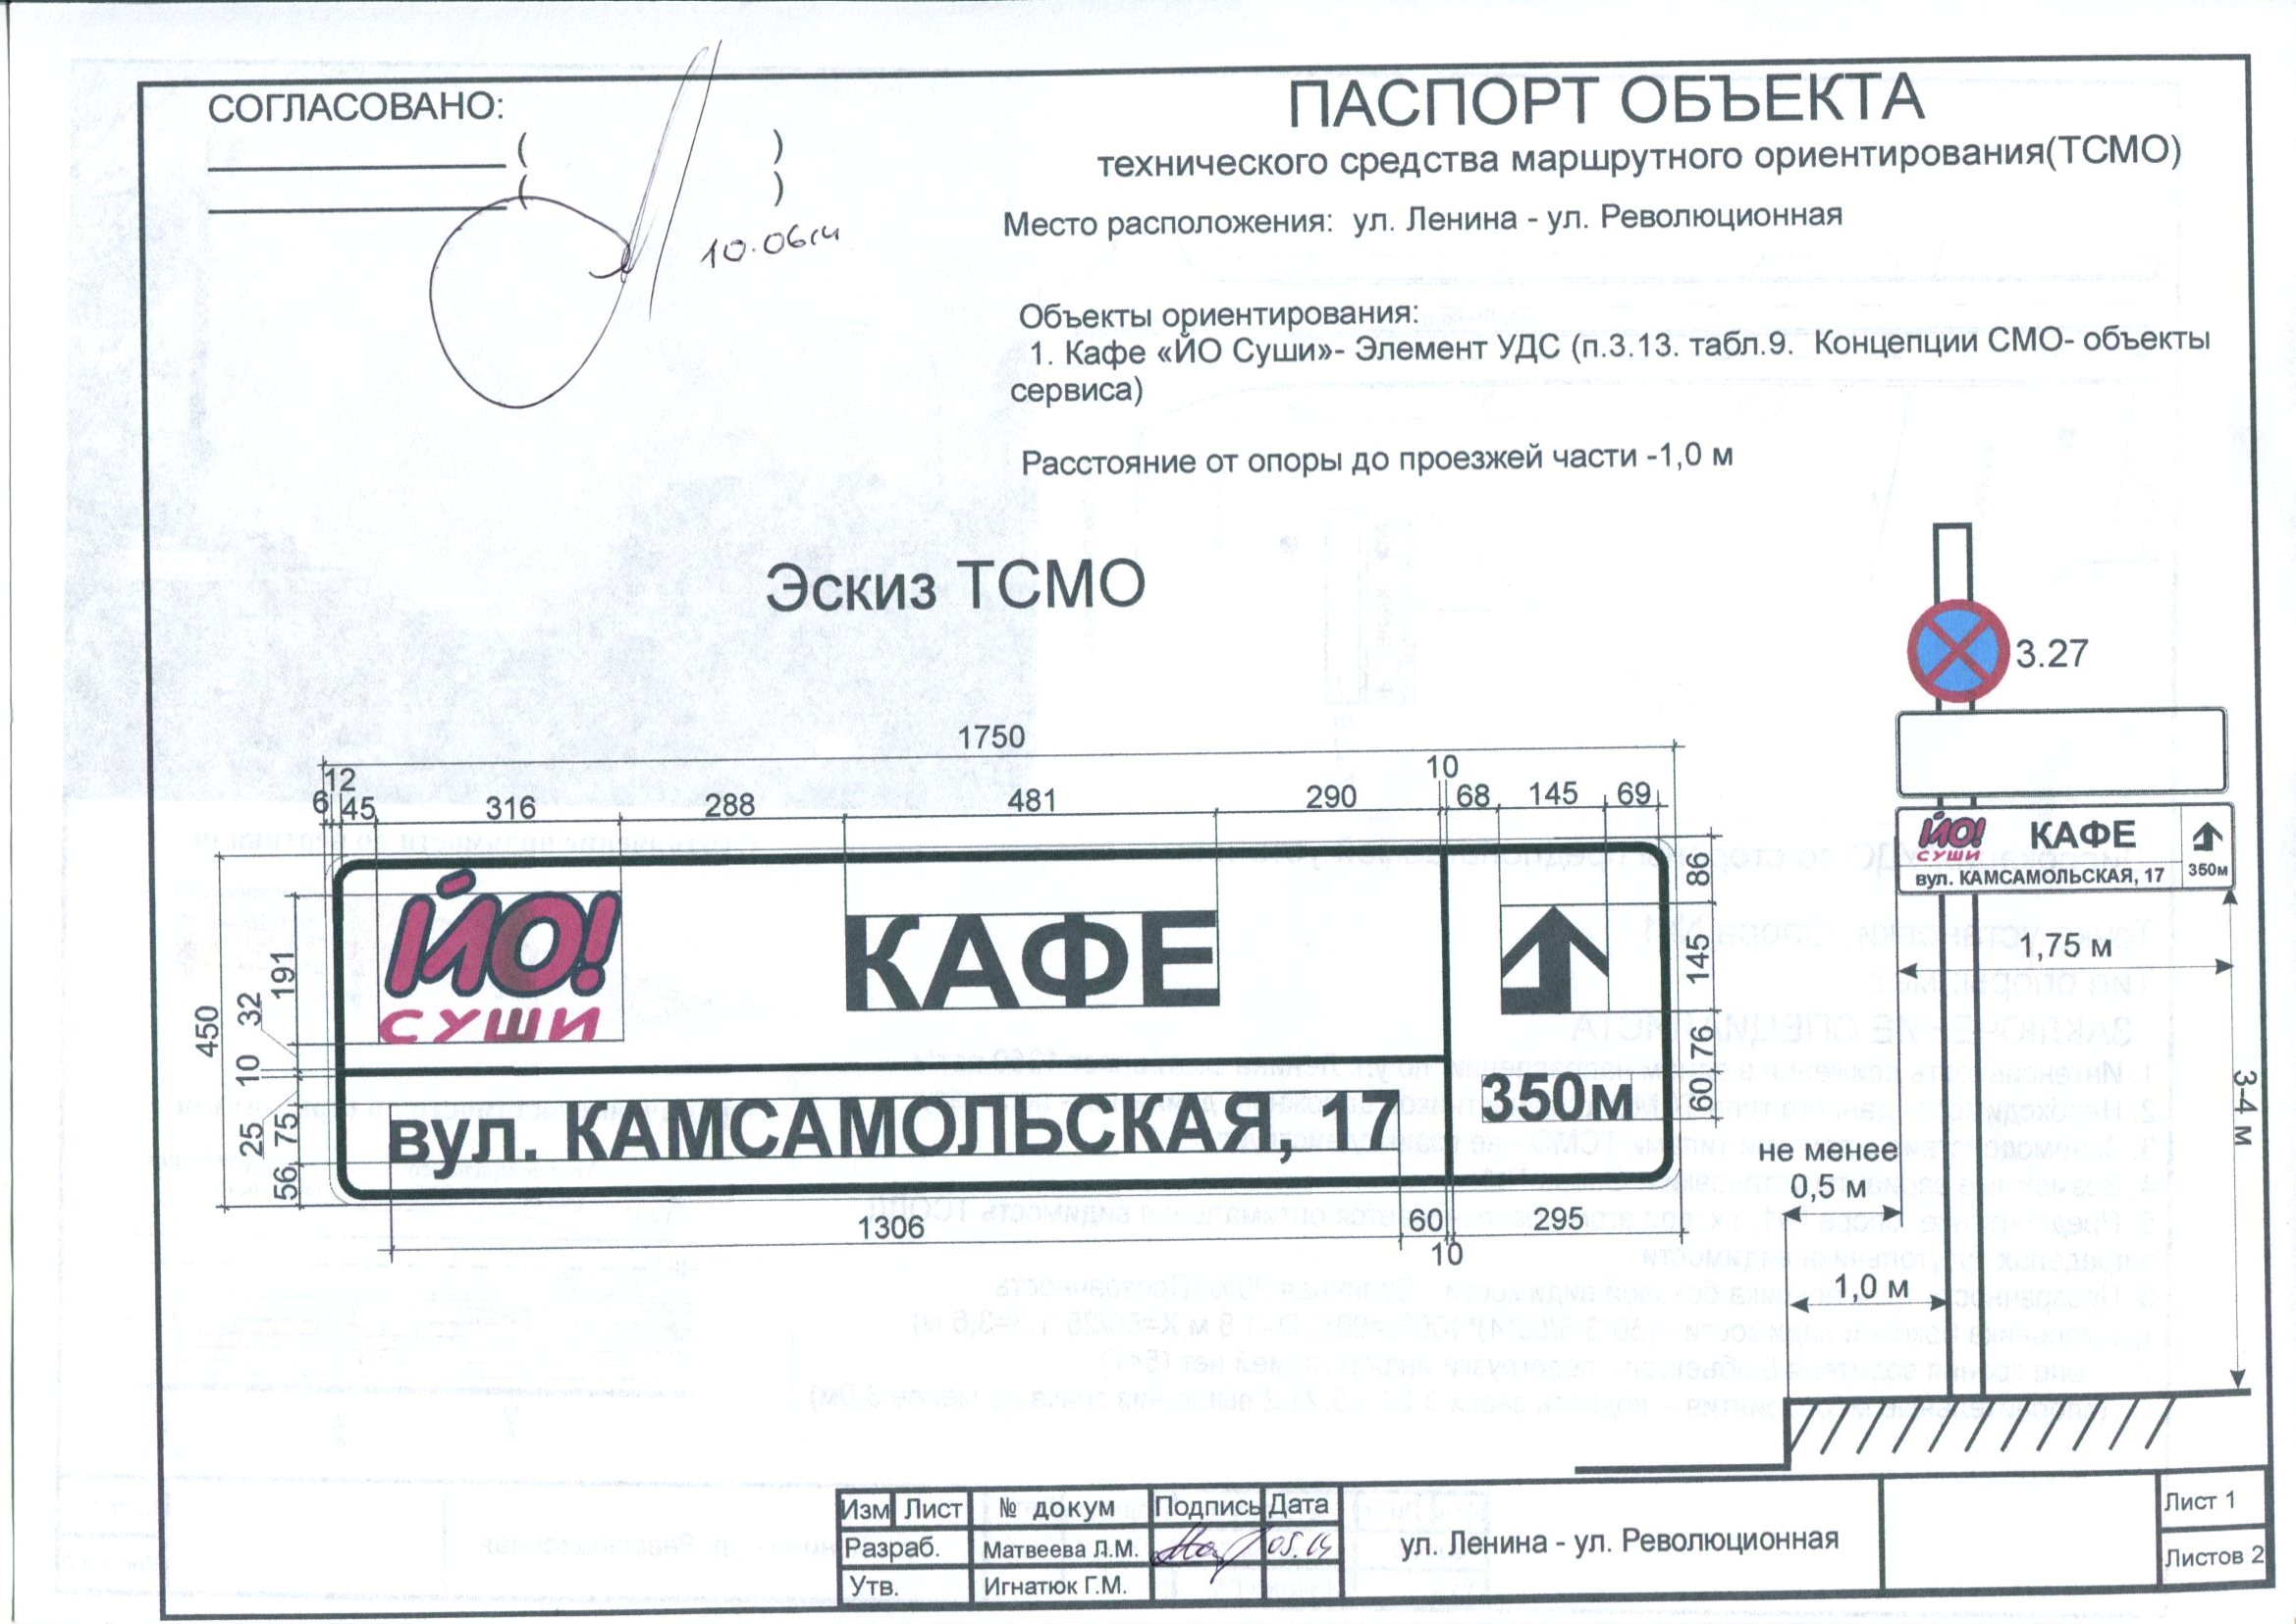 СОГЛАСОВАНО:
( )
( )
10.06.14
ПАСПОРТ ОБЪЕКТА
технического средства маршрутного ориентирования(ТСМО)
Место расположения: ул. Ленина - ул. Революционная
Объекты ориентирования:
1. Кафе «ЙО Суши»- Элемент УДС (п.3.13. табл.9. Концепции СМО- объекты
сервиса)
Расстояние от опоры до проезжей части -1,0 м
Эскиз ТСМО
3.27
1750
12 10
6 45 316 288 481 290 68 145 69
ЙО!
СУШИ
КАФЕ
350м
вул. КАМСАМОЛЬСКАЯ, 17
450
191
32
10
75
25
56
86
145
76
60
1306 60 295
10
ЙО!
СУШИ
КАФЕ
вул. КАМСАМОЛЬСКАЯ, 17
350м
1,75 м
3-4 м
не менее
0,5 м
1,0 м
Изм Лист № докум Подпись Дата
Разраб. Матвеева Л.М. 05.14
Утв. Игнатюк Г.М.
ул. Ленина - ул. Революционная
Лист 1
Листов 2